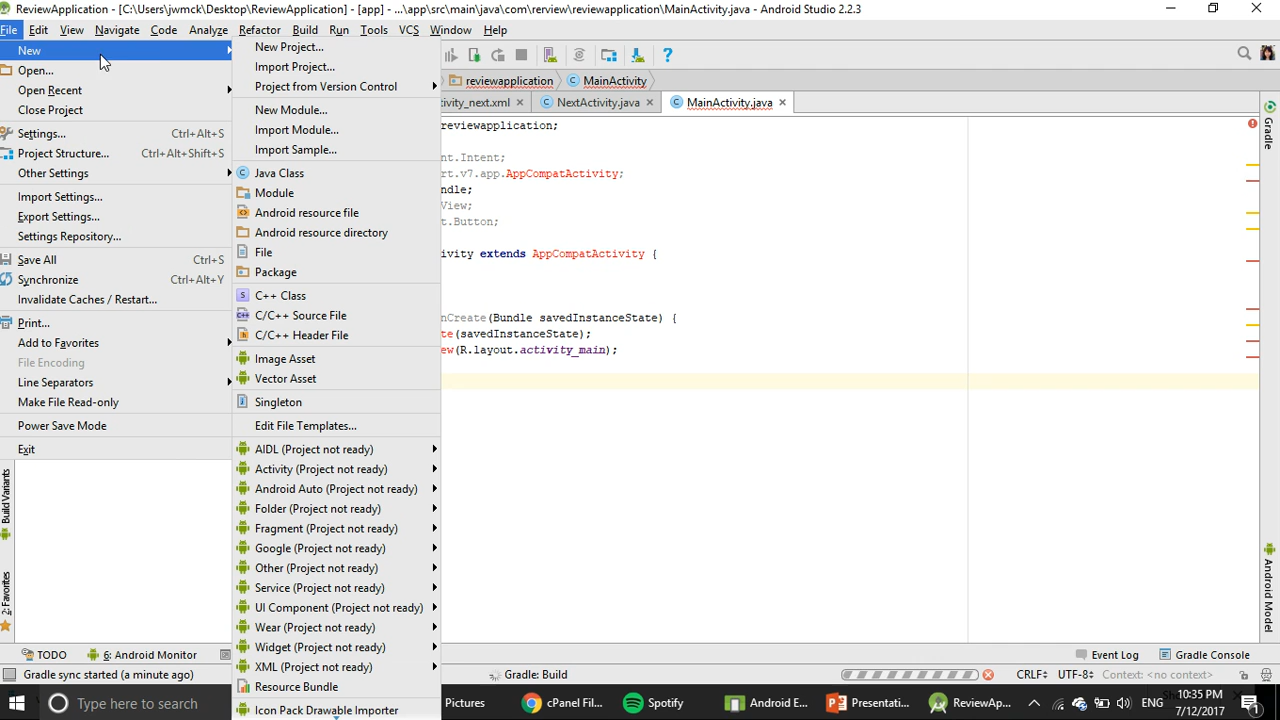 ReviewApplication - [C:\Users\jwmck\Desktop\ReviewApplication] - [app] - ...\app\src\main\java\com\rerview\reviewapplication\MainActivity.java - Android Studio 2.2.3
File Edit View Navigate Code Analyze Refactor Build Run Tools VCS Window Help
New
Open...
Open Recent
Close Project
Settings... Ctrl+Alt+S
Project Structure... Ctrl+Alt+Shift+S
Other Settings
Import Settings...
Export Settings...
Settings Repository...
Save All Ctrl+S
Synchronize Ctrl+Alt+Y
Invalidate Caches / Restart...
Print...
Add to Favorites
File Encoding
Line Separators
Make File Read-only
Power Save Mode
Exit
New Project...
Import Project...
Project from Version Control
New Module...
Import Module...
Import Sample...
Java Class
Module
Android resource file
Android resource directory
File
Package
C++ Class
C/C++ Source File
C/C++ Header File
Image Asset
Vector Asset
Singleton
Edit File Templates...
AIDL (Project not ready)
Activity (Project not ready)
Android Auto (Project not ready)
Folder (Project not ready)
Fragment (Project not ready)
Google (Project not ready)
Other (Project not ready)
Service (Project not ready)
UI Component (Project not ready)
Wear (Project not ready)
Widget (Project not ready)
XML (Project not ready)
Resource Bundle
Icon Pack Drawable Importer
reviewapplication MainActivity
tivity_next.xml NextActivity.java MainActivity.java
reviewapplication;
nt.Intent;
rt.v7.app.AppCompatActivity;
ndle;
View;
t.Button;
ivity extends AppCompatActivity {
nCreate(Bundle savedInstanceState) {
te(savedInstanceState);
ew(R.layout.activity_main);
Gradle
Android Model
Build Variants
2: Favorites
TODO 6: Android Monitor Event Log Gradle Console
Gradle sync started (a minute ago) Gradle: Build CRLF UTF-8 Context: <no context>
Type here to search Pictures cPanel Fil... Spotify Android E... Presentati... ReviewAp... ENG 10:35 PM
7/12/2017
1